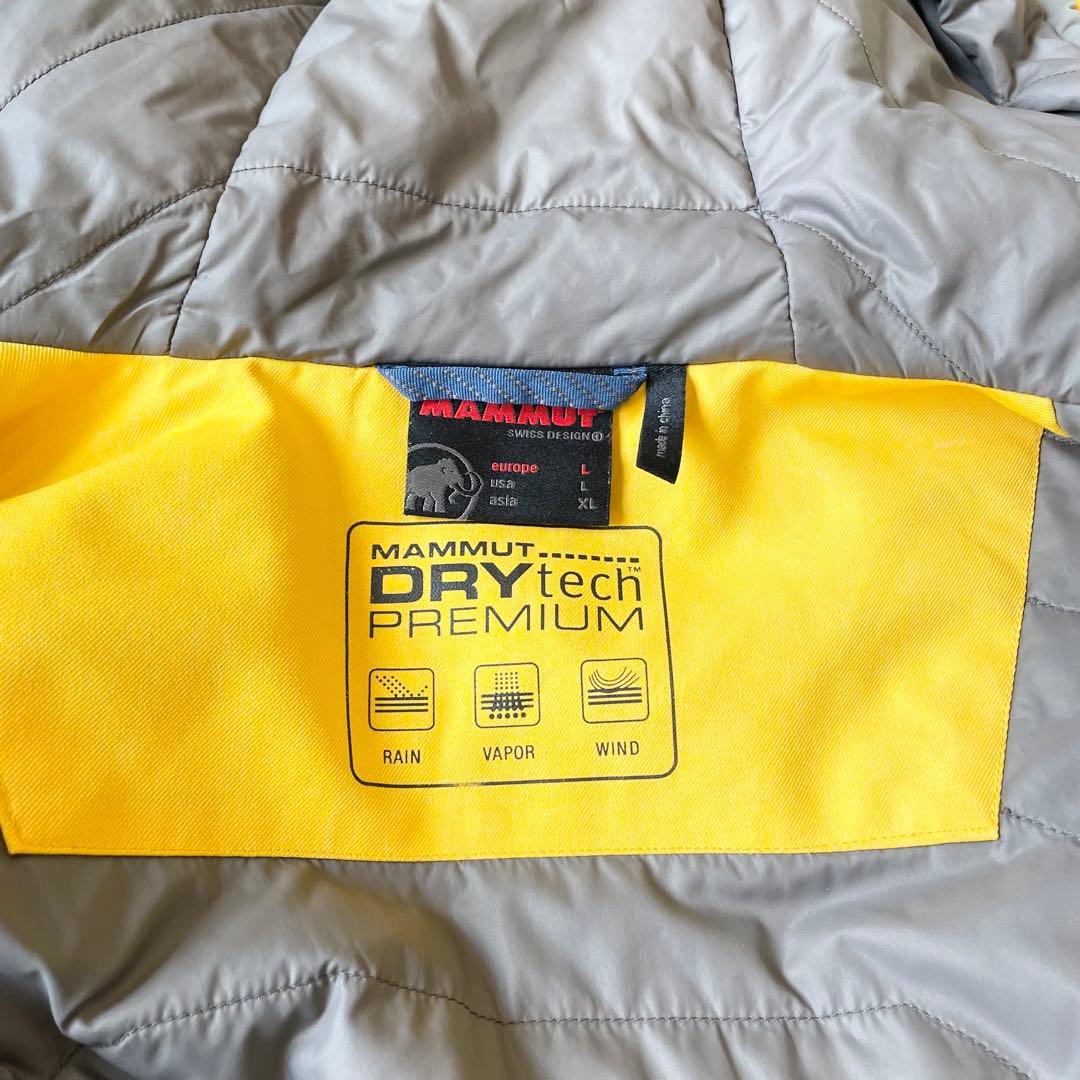 MAMMUT
SWISS DESIGN
europe L
usa L
asia XL
made in china
MAMMUT
DRYtech™
PREMIUM
RAIN VAPOR WIND